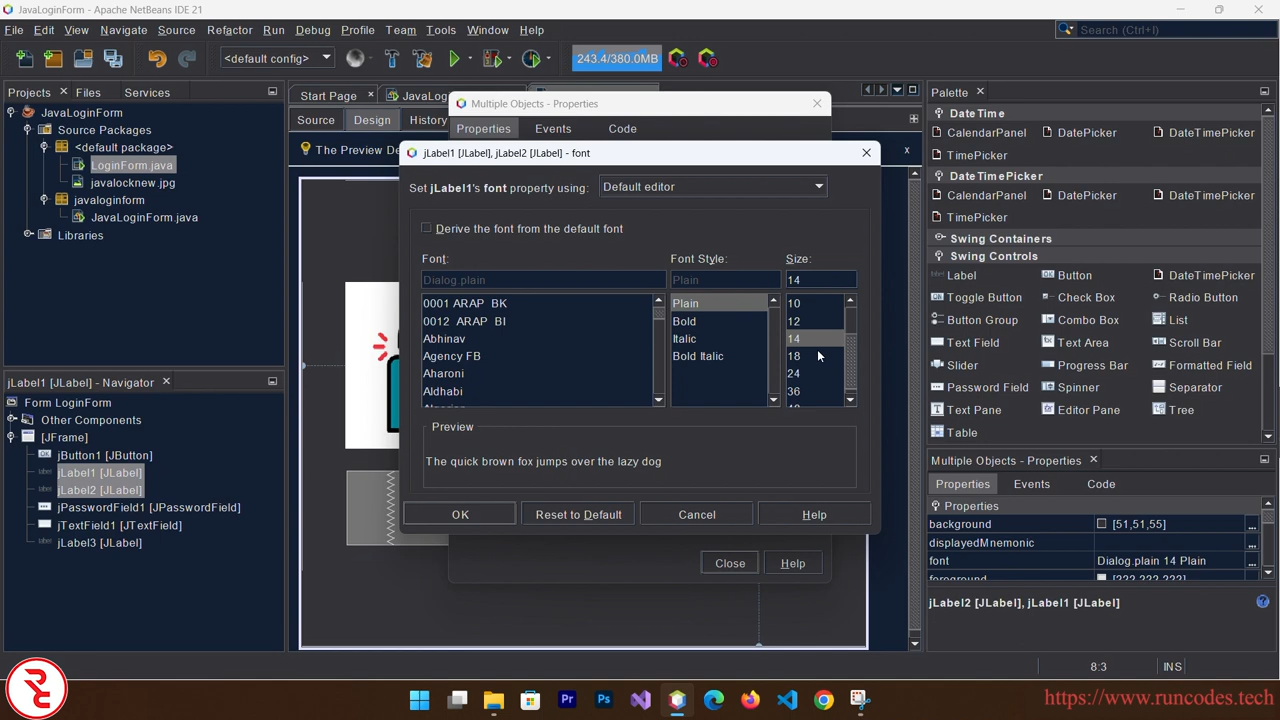 JavaLoginForm - Apache NetBeans IDE 21
File Edit View Navigate Source Refactor Run Debug Profile Team Tools Window Help
Search (Ctrl+I)
<default config>
243.4/380.0MB
Projects Files Services
Start Page
Multiple Objects - Properties
Palette
JavaLoginForm
Source Packages
<default package>
LoginForm.java
javalocknew.jpg
javaloginform
JavaLoginForm.java
Libraries
Source Design History
Properties Events Code
jLabel1 [JLabel], jLabel2 [JLabel] - font
Set jLabel1's font property using: Default editor
Derive the font from the default font
Font: Font Style: Size:
Dialog.plain Plain 14
0001 ARAP BK Plain 10
0012 ARAP BI Bold 12
Abhinav Italic 14
Agency FB Bold Italic 18
Aharoni 24
Aldhabi 36
Preview
The quick brown fox jumps over the lazy dog
OK Reset to Default Cancel Help
Close Help
DateTime
CalendarPanel DatePicker DateTimePicker
TimePicker
DateTimePicker
CalendarPanel DatePicker DateTimePicker
TimePicker
Swing Containers
Swing Controls
Label Button DateTimePicker
Toggle Button Check Box Radio Button
Button Group Combo Box List
Text Field Text Area Scroll Bar
Slider Progress Bar Formatted Field
Password Field Spinner Separator
Text Pane Editor Pane Tree
Table
jLabel1 [JLabel] - Navigator
Form LoginForm
Other Components
[JFrame]
jButton1 [JButton]
jLabel1 [JLabel]
jLabel2 [JLabel]
jPasswordField1 [JPasswordField]
jTextField1 [JTextField]
jLabel3 [JLabel]
Multiple Objects - Properties
Properties Events Code
Properties
background [51,51,55] ...
displayedMnemonic ...
font Dialog.plain 14 Plain ...
foreground [222,222,222]
jLabel2 [JLabel], jLabel1 [JLabel]
8:3 INS
https://www.runcodes.tech